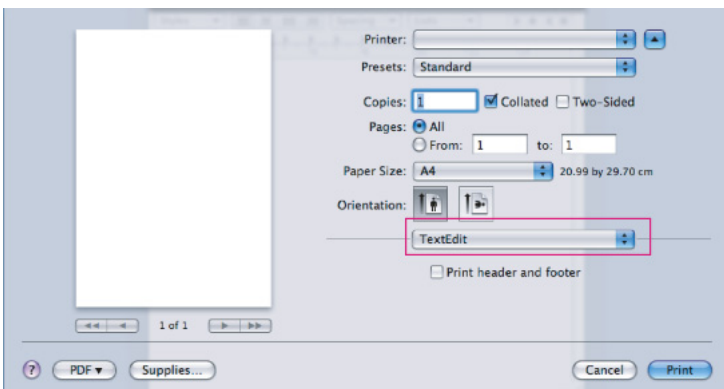 Printer:
Presets: Standard
Copies: 1 Collated Two-Sided
Pages: All
From: 1 to: 1
Paper Size: A4 20.99 by 29.70 cm
Orientation:
TextEdit
Print header and footer
1 of 1
? PDF Supplies... Cancel Print